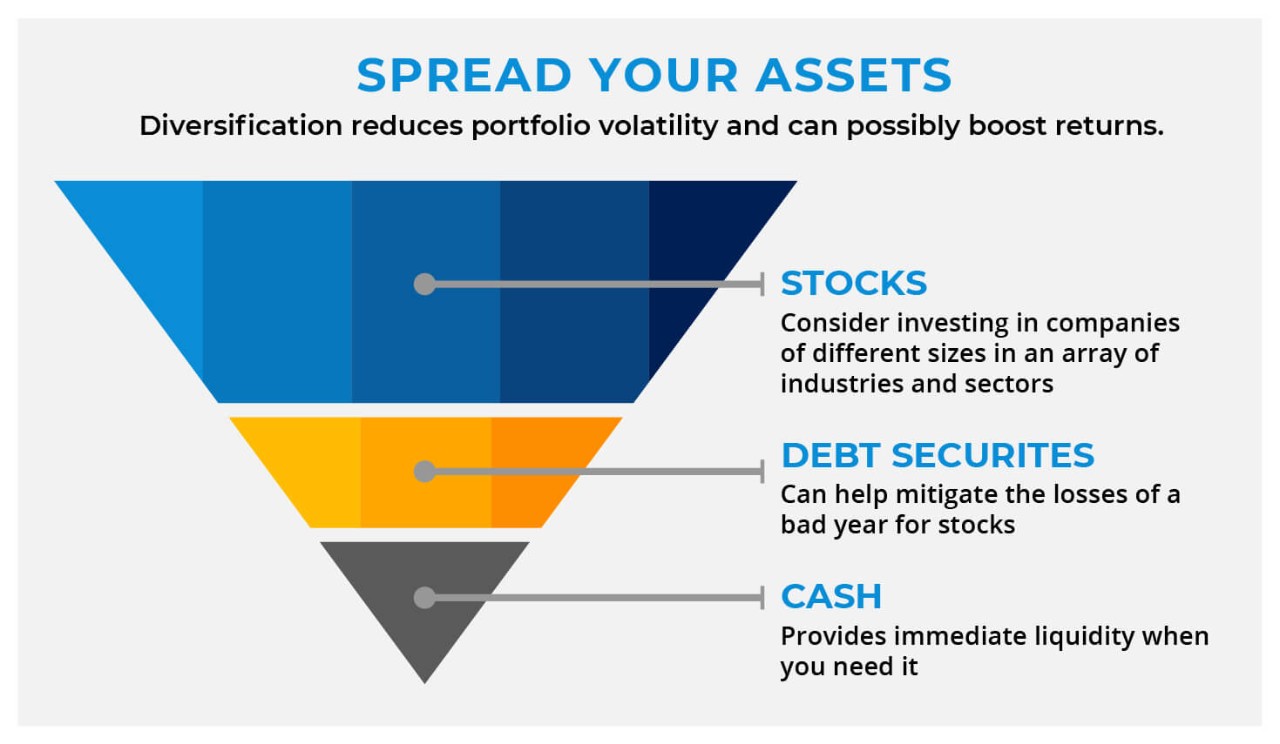 SPREAD YOUR ASSETS
Diversification reduces portfolio volatility and can possibly boost returns.
STOCKS
Consider investing in companies
of different sizes in an array of
industries and sectors
DEBT SECURITES
Can help mitigate the losses of a
bad year for stocks
CASH
Provides immediate liquidity when
you need it